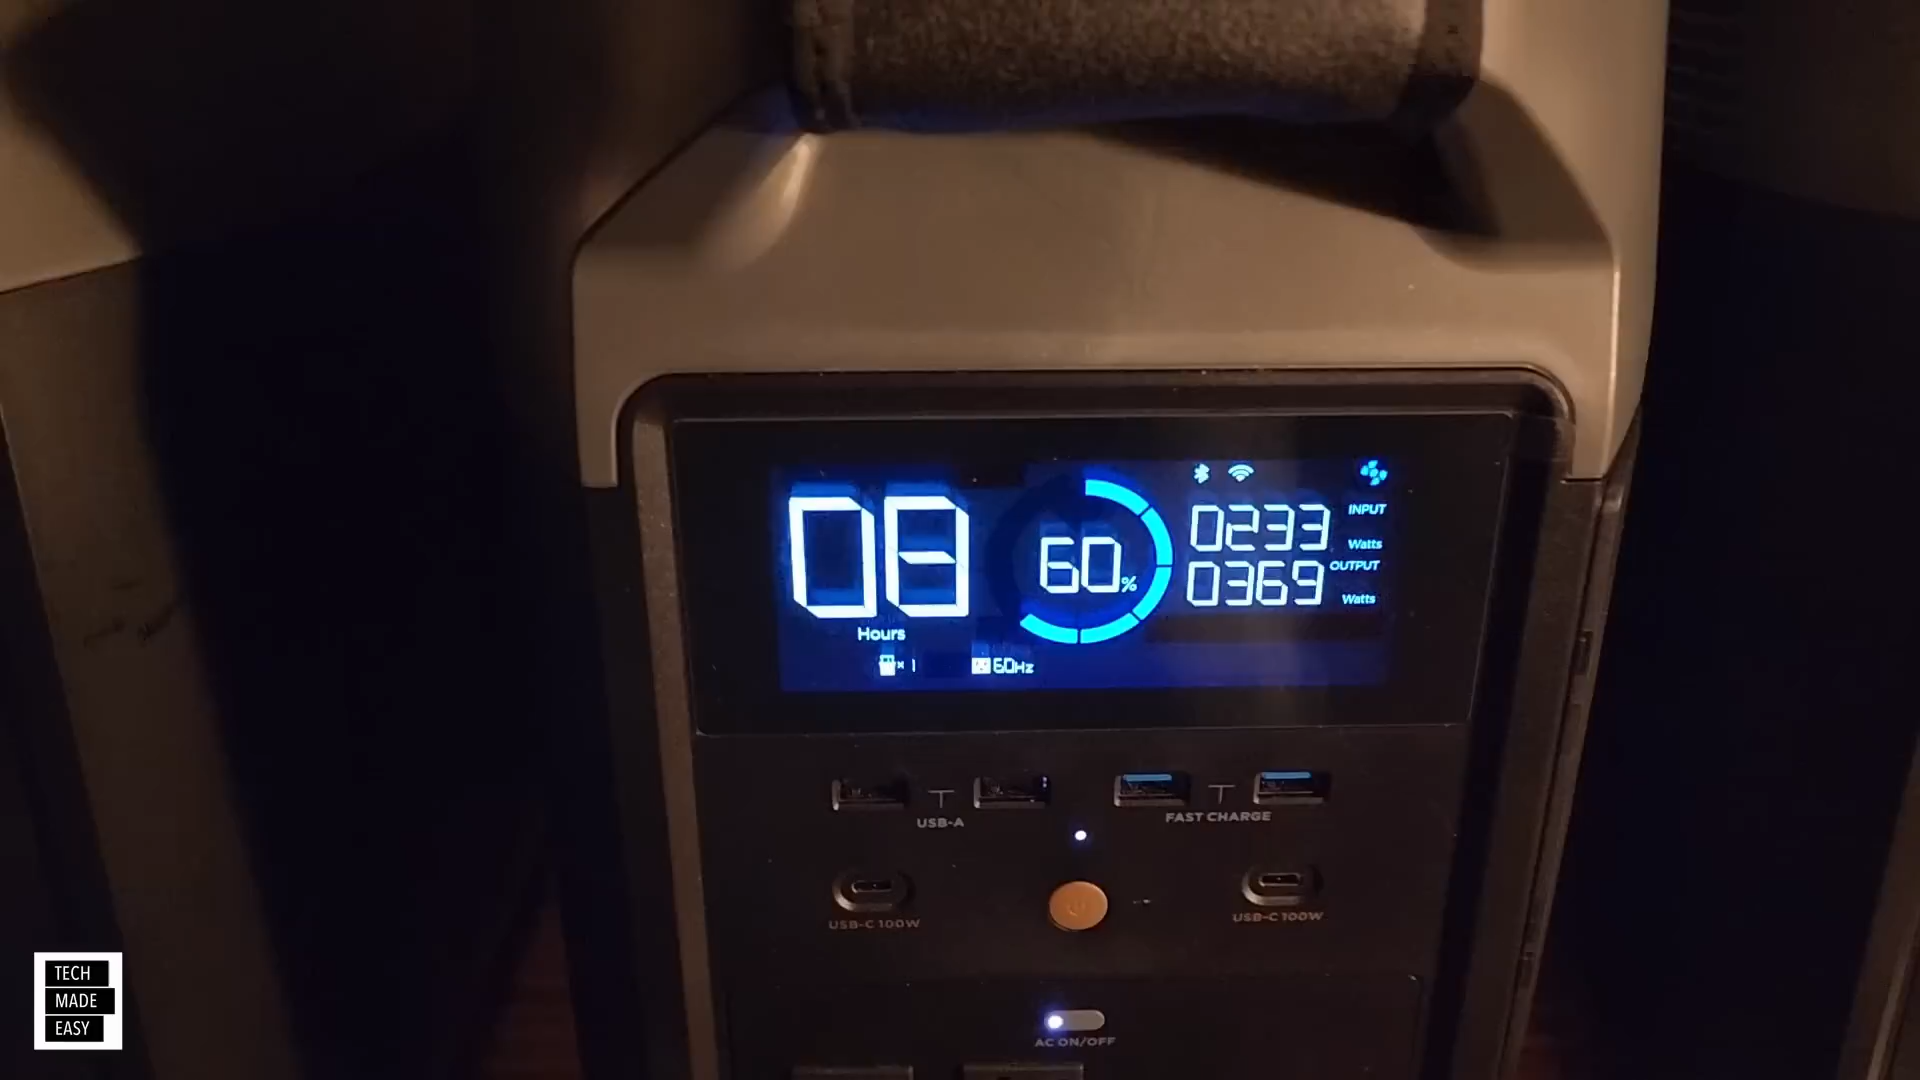 08
Hours
× 1
60Hz
60%
0233
INPUT
Watts
0369
OUTPUT
Watts
USB-A
FAST CHARGE
USB-C 100W
USB-C 100W
AC ON/OFF
TECH
MADE
EASY